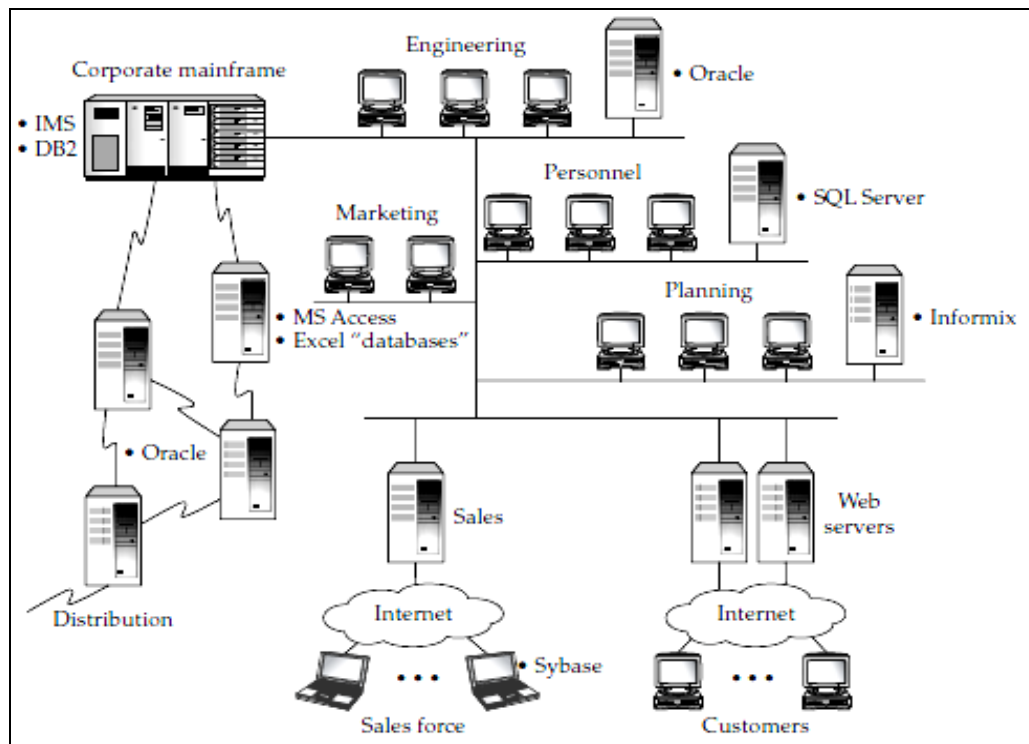 Engineering
Corporate mainframe
• Oracle
• IMS
• DB2
Personnel
• SQL Server
Marketing
Planning
• MS Access
• Excel “databases”
• Informix
• Oracle
Sales
Web
servers
Distribution
Internet
Internet
• Sybase
• • •
• • •
Sales force
Customers